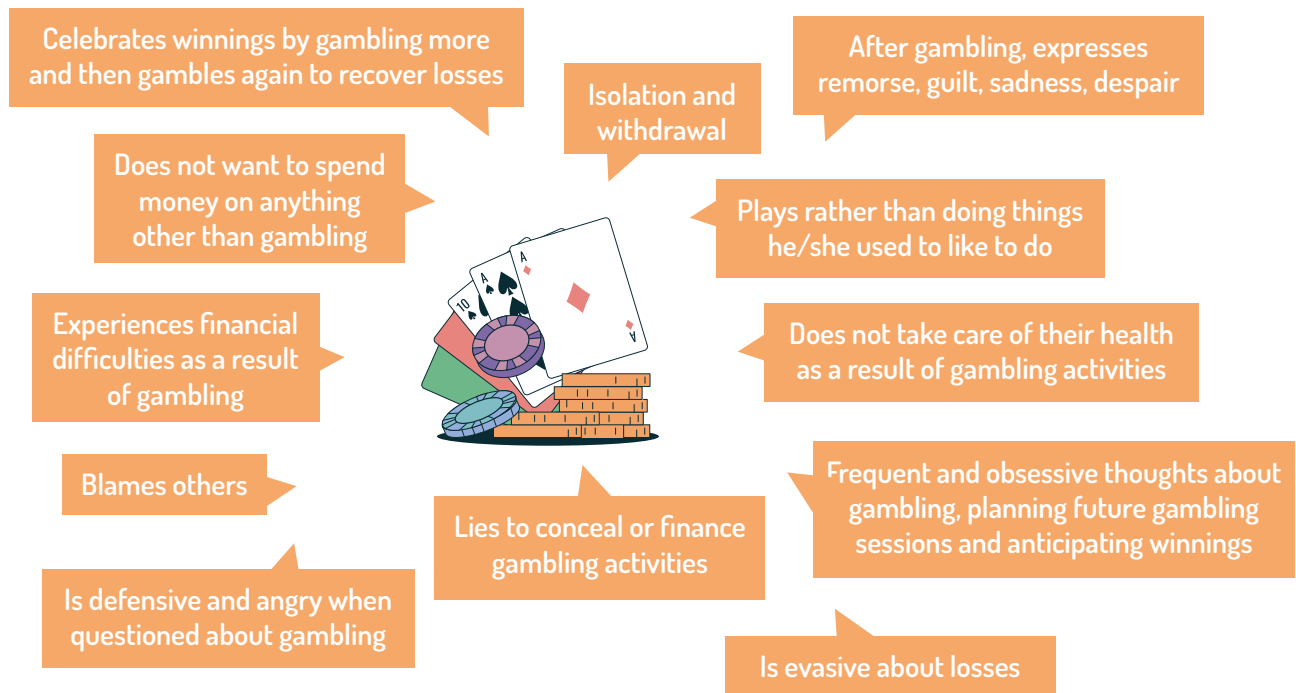 Celebrates winnings by gambling more
and then gambles again to recover losses
Isolation and
withdrawal
After gambling, expresses
remorse, guilt, sadness, despair
Does not want to spend
money on anything
other than gambling
Plays rather than doing things
he/she used to like to do
Experiences financial
difficulties as a result
of gambling
10
A
A
A
Does not take care of their health
as a result of gambling activities
Blames others
Lies to conceal or finance
gambling activities
Frequent and obsessive thoughts about
gambling, planning future gambling
sessions and anticipating winnings
Is defensive and angry when
questioned about gambling
Is evasive about losses